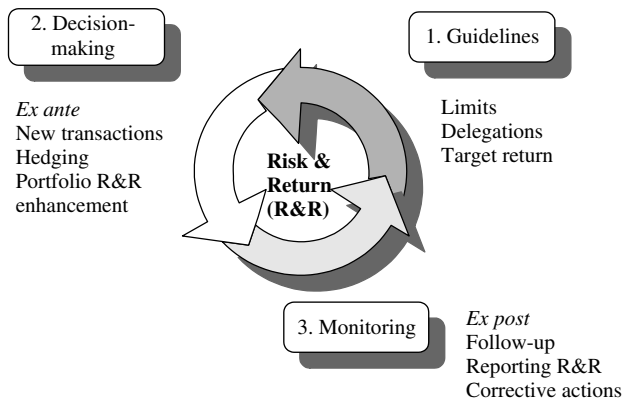 2. Decision-
making
1. Guidelines
Ex ante
New transactions
Hedging
Portfolio R&R
enhancement
Limits
Delegations
Target return
Risk &
Return
(R&R)
3. Monitoring
Ex post
Follow-up
Reporting R&R
Corrective actions